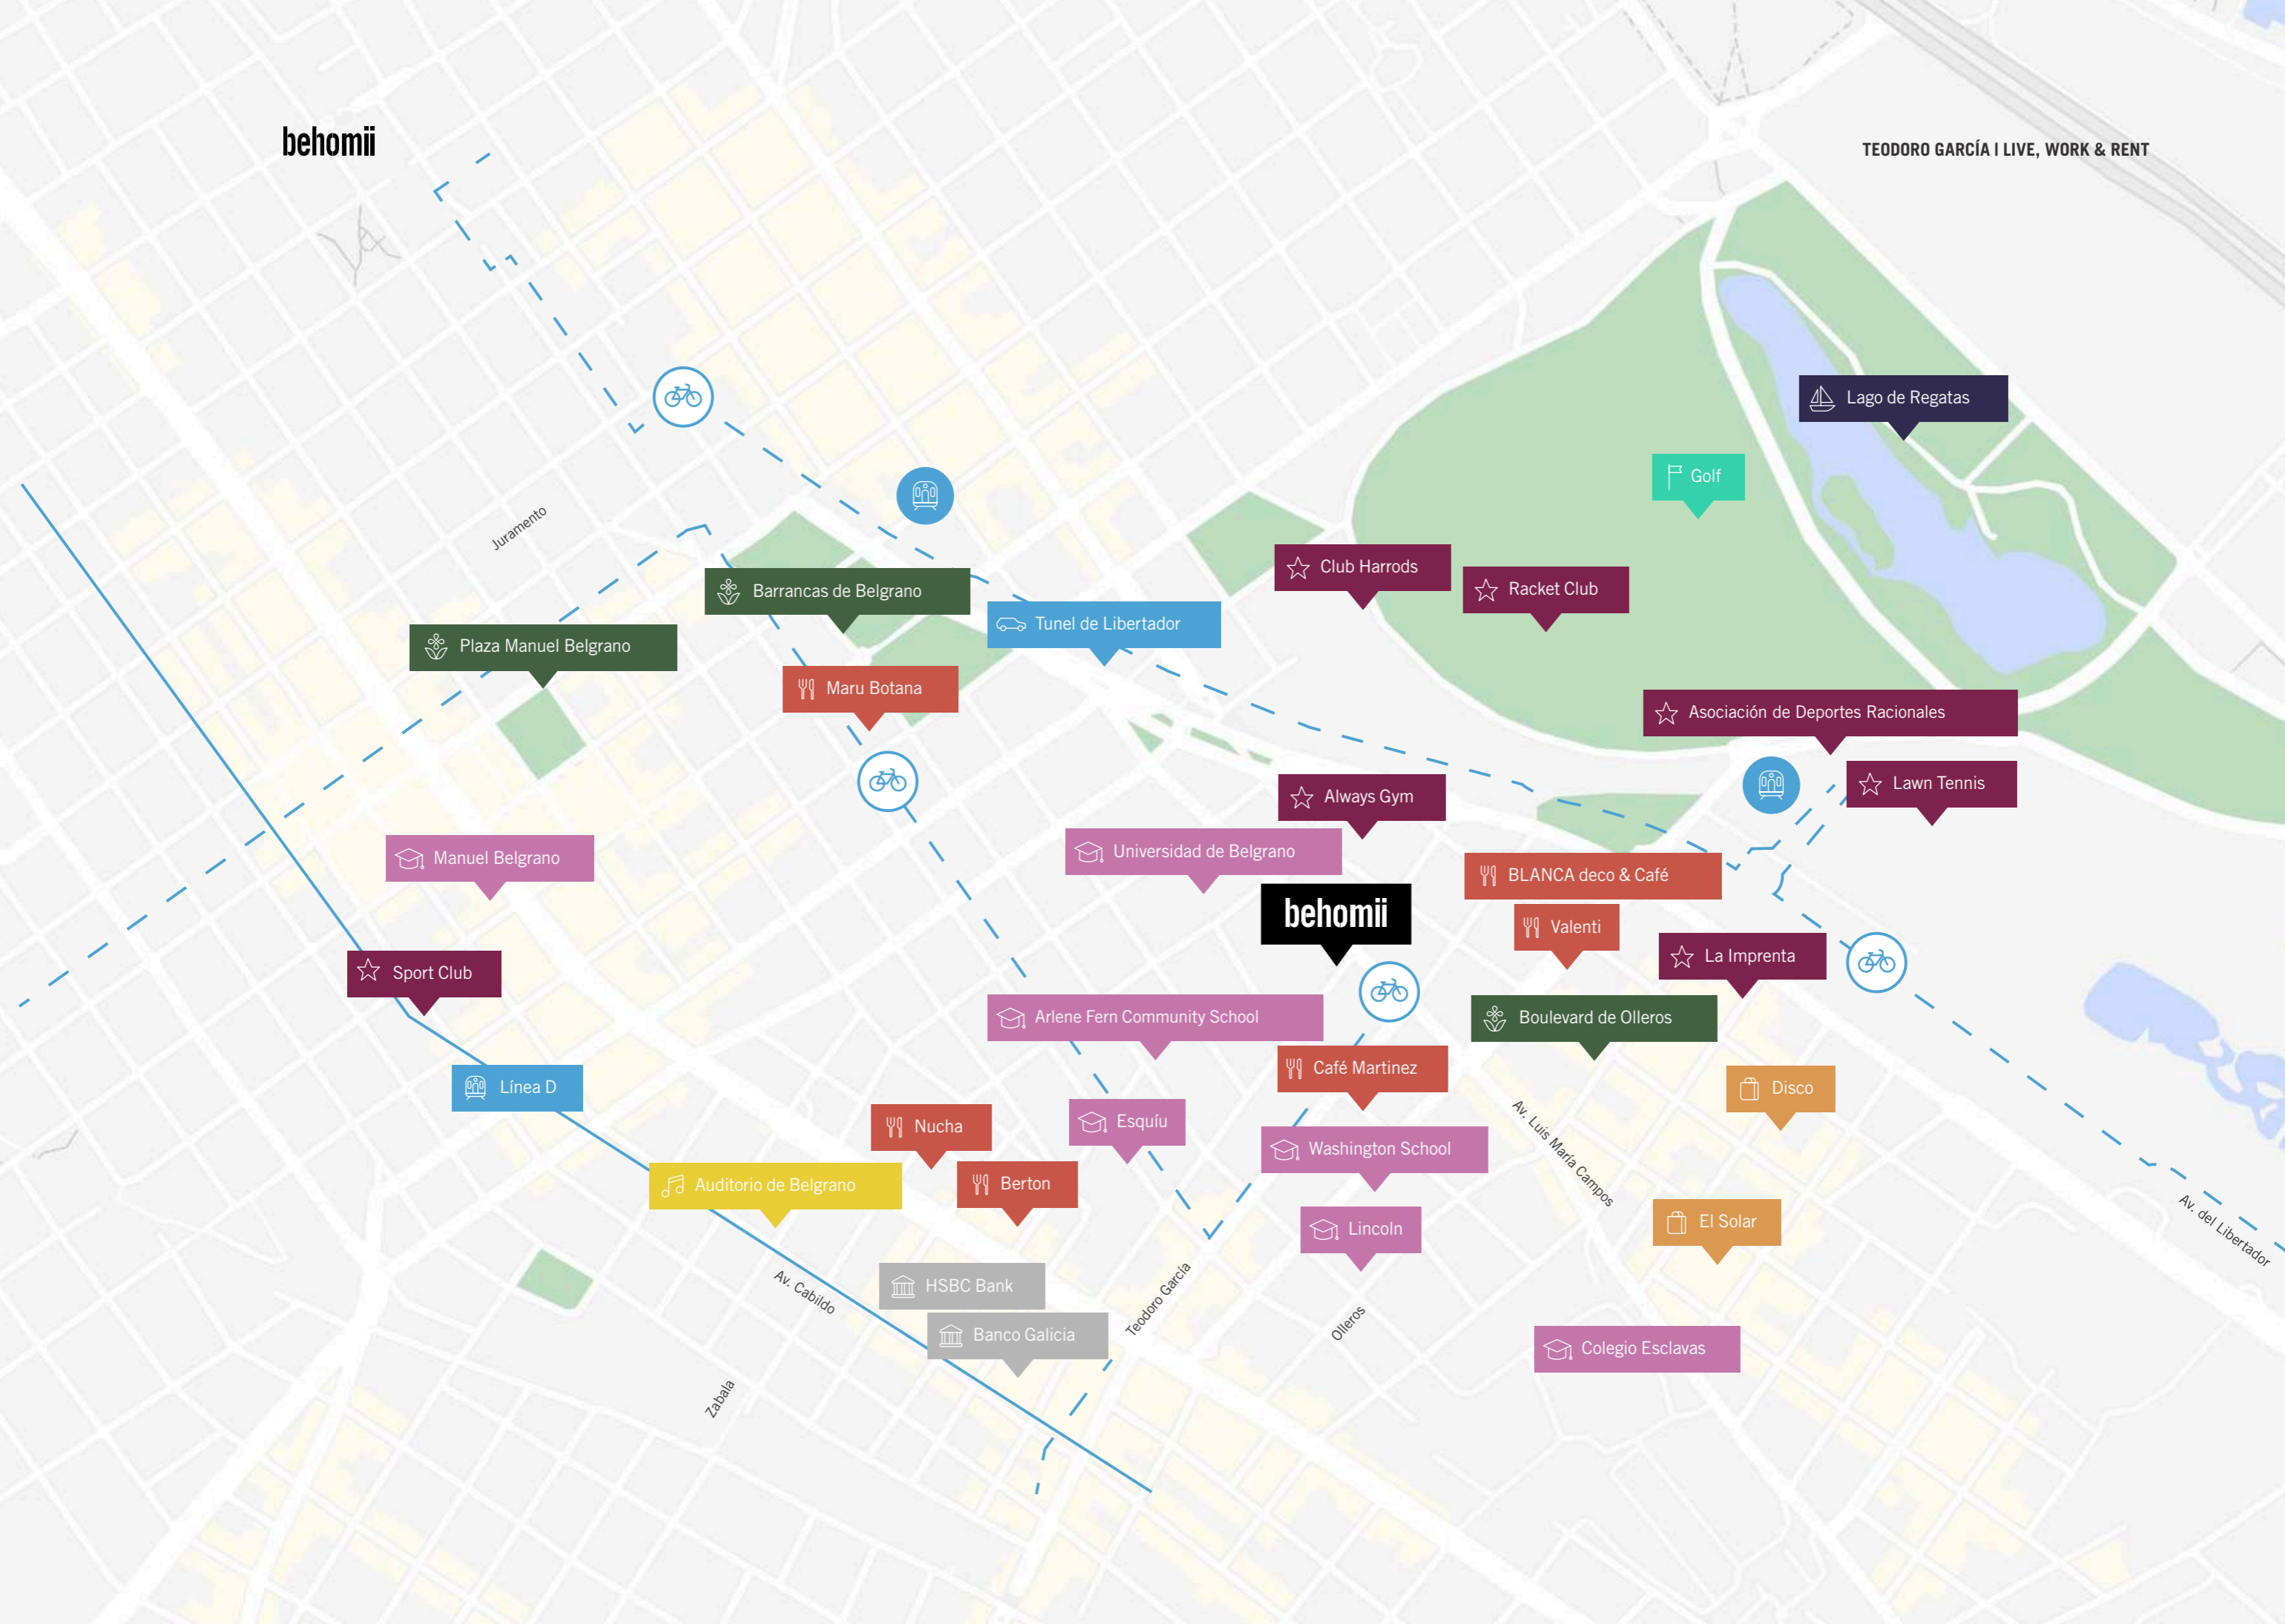 behomii
TEODORO GARCÍA | LIVE, WORK & RENT
Lago de Regatas
Golf
Juramento
Club Harrods
Racket Club
Barrancas de Belgrano
Tunel de Libertador
Plaza Manuel Belgrano
Maru Botana
Asociación de Deportes Racionales
Lawn Tennis
Always Gym
Universidad de Belgrano
Manuel Belgrano
BLANCA deco & Café
behomii
Valenti
La Imprenta
Sport Club
Arlene Fern Community School
Boulevard de Olleros
Café Martinez
Línea D
Disco
Nucha
Esquíu
Washington School
Av. Luis María Campos
Auditorio de Belgrano
Berton
Lincoln
El Solar
Av. del Libertador
HSBC Bank
Av. Cabildo
Teodoro García
Banco Galicia
Olleros
Colegio Esclavas
Zabala